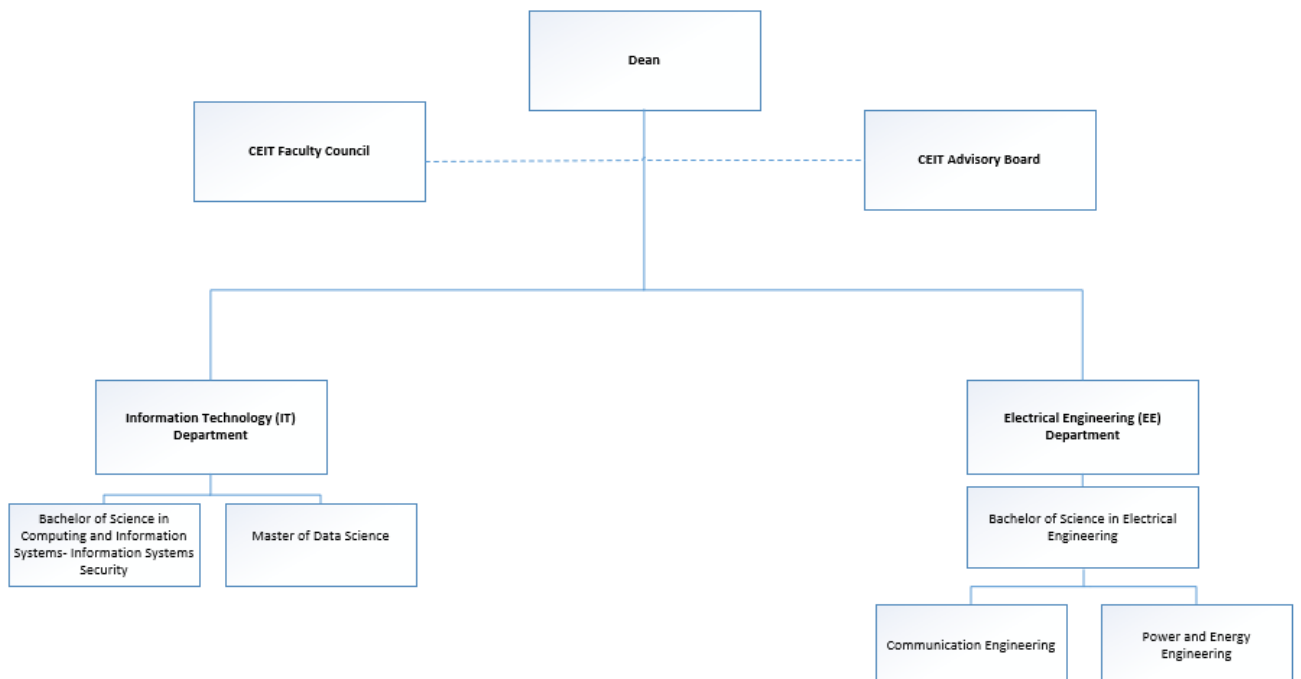 Dean
CEIT Faculty Council
CEIT Advisory Board
Information Technology (IT)
Department
Electrical Engineering (EE)
Department
Bachelor of Science in
Computing and Information
Systems- Information Systems
Security
Master of Data Science
Bachelor of Science in Electrical
Engineering
Communication Engineering
Power and Energy
Engineering